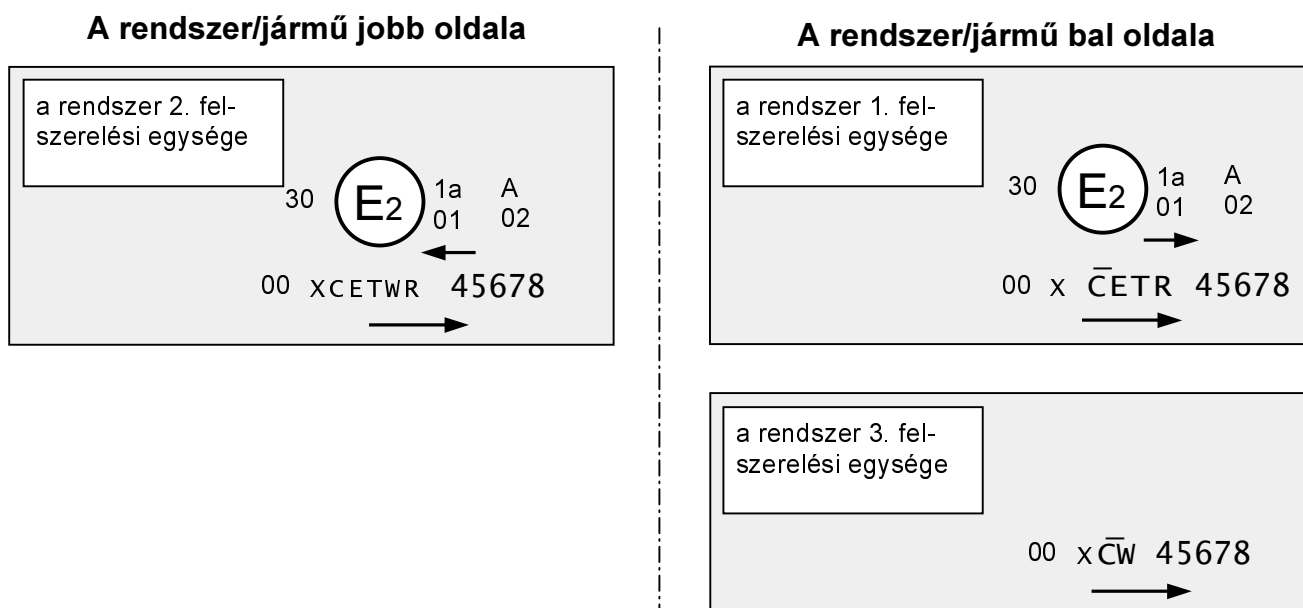 A rendszer/jármű jobb oldala
a rendszer 2. fel-
szerelési egysége
30 E2 1a A
01 02
00 XCETWR 45678
A rendszer/jármű bal oldala
a rendszer 1. fel-
szerelési egysége
30 E2 1a A
01 02
00 X C̅ETR 45678
a rendszer 3. fel-
szerelési egysége
00 XC̅W 45678